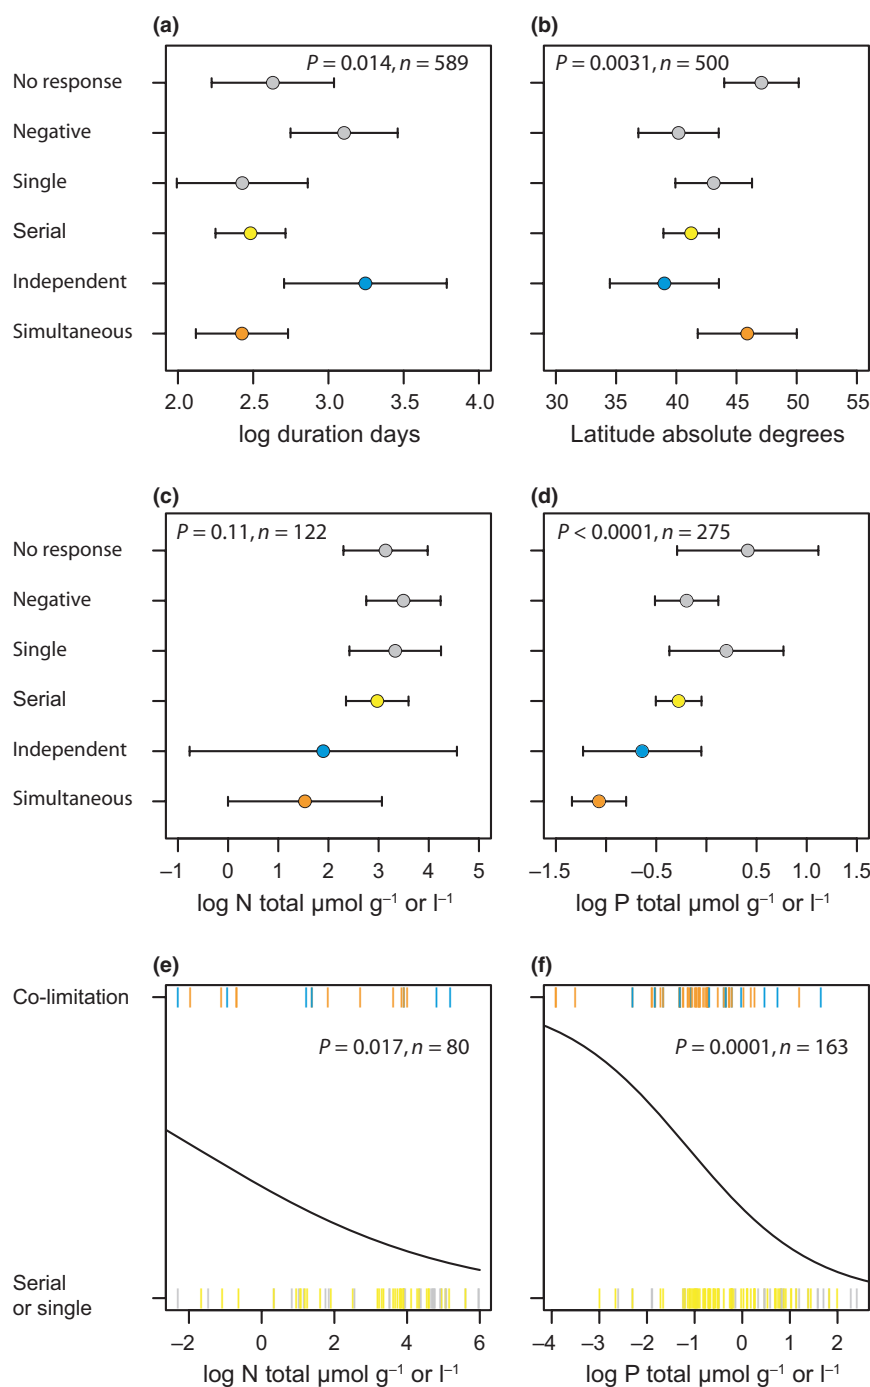 (a)
(b)
P = 0.014, n = 589
P = 0.0031, n = 500
No response
Negative
Single
Serial
Independent
Simultaneous
2.0 2.5 3.0 3.5 4.0
30 35 40 45 50 55
log duration days
Latitude absolute degrees
(c)
(d)
P = 0.11, n = 122
P < 0.0001, n = 275
No response
Negative
Single
Serial
Independent
Simultaneous
−1 0 1 2 3 4 5
−1.5 −0.5 0.5 1.5
log N total µmol g⁻¹ or l⁻¹
log P total µmol g⁻¹ or l⁻¹
(e)
(f)
Co-limitation
P = 0.017, n = 80
P = 0.0001, n = 163
Serial
or single
−2 0 2 4 6
−4 −3 −2 −1 0 1 2
log N total µmol g⁻¹ or l⁻¹
log P total µmol g⁻¹ or l⁻¹